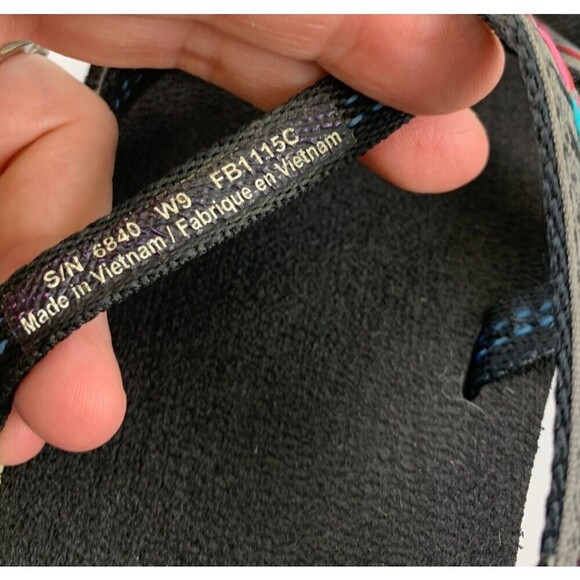 S/N 6840 W9 FB1115C
Made in Vietnam / Fabrique en Vietnam